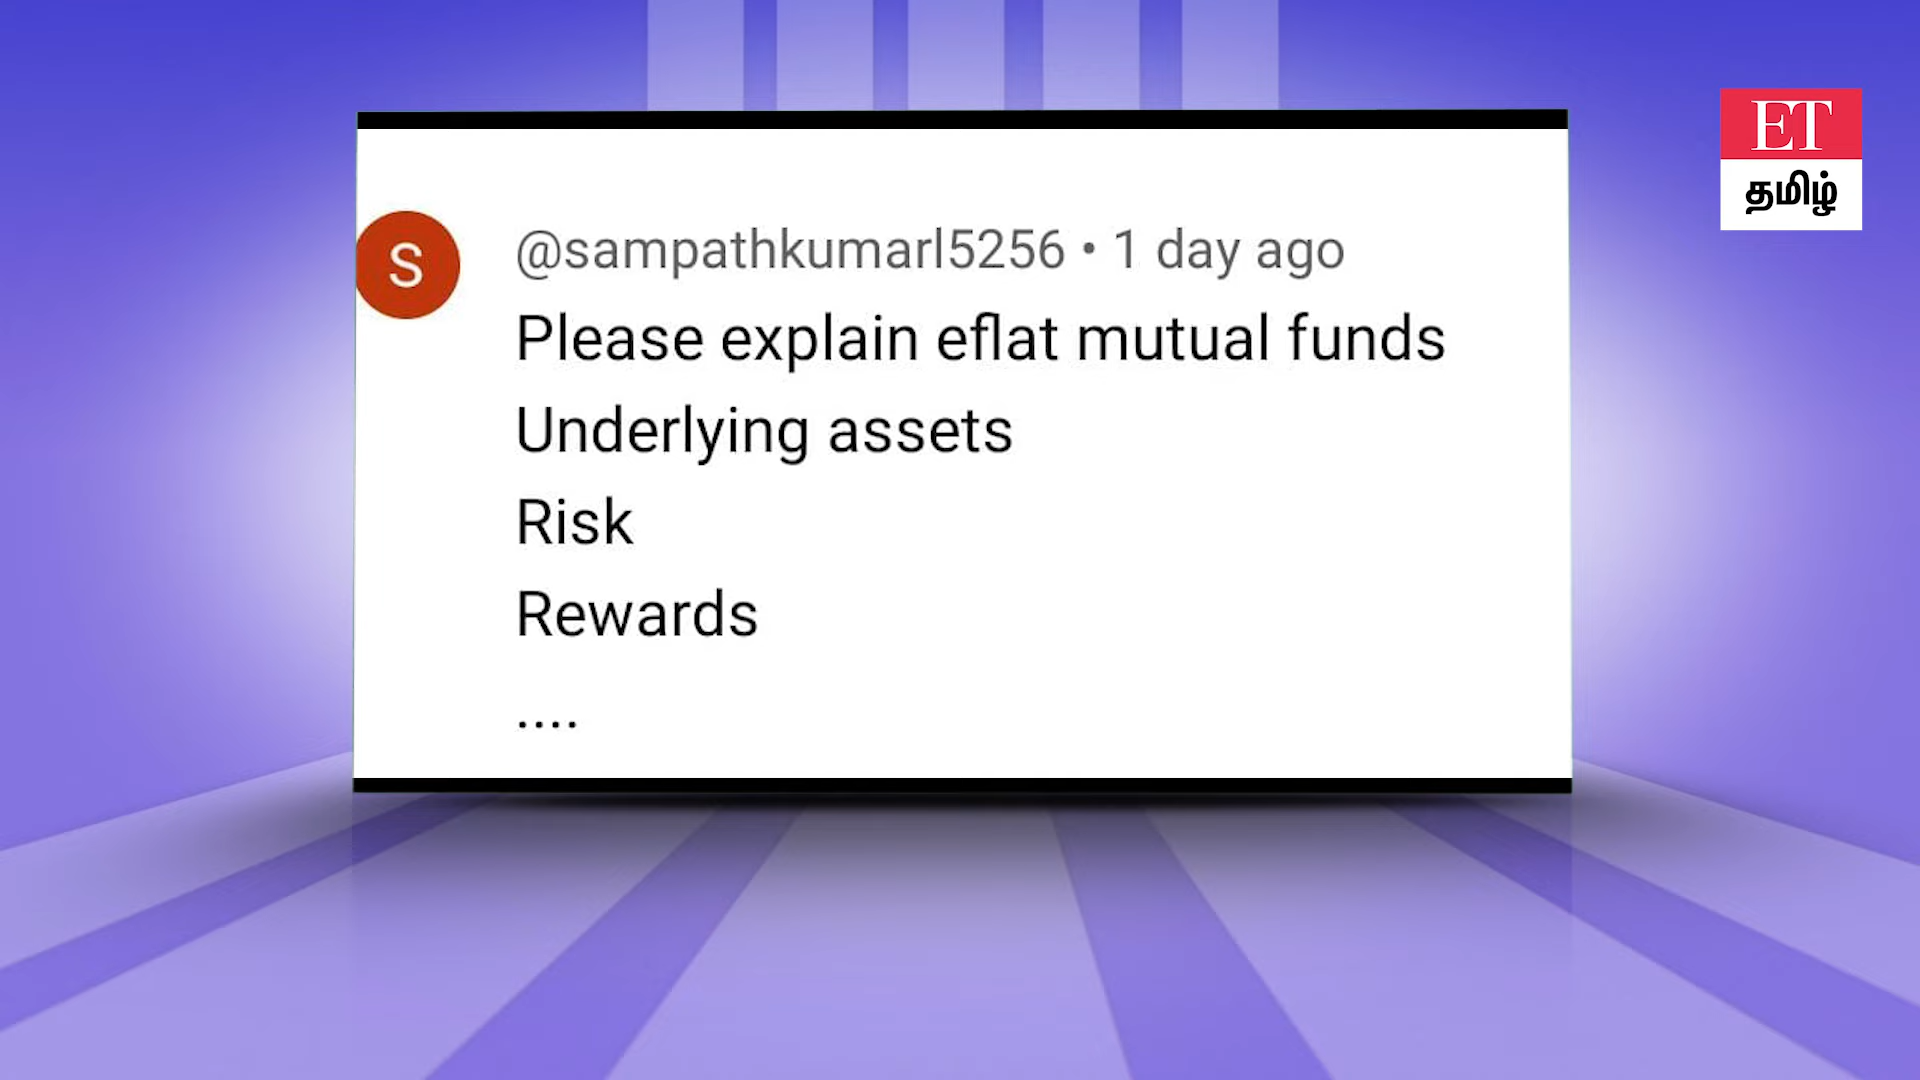 ET
தமிழ்
S
@sampathkumarl5256 • 1 day ago
Please explain eflat mutual funds
Underlying assets
Risk
Rewards
....